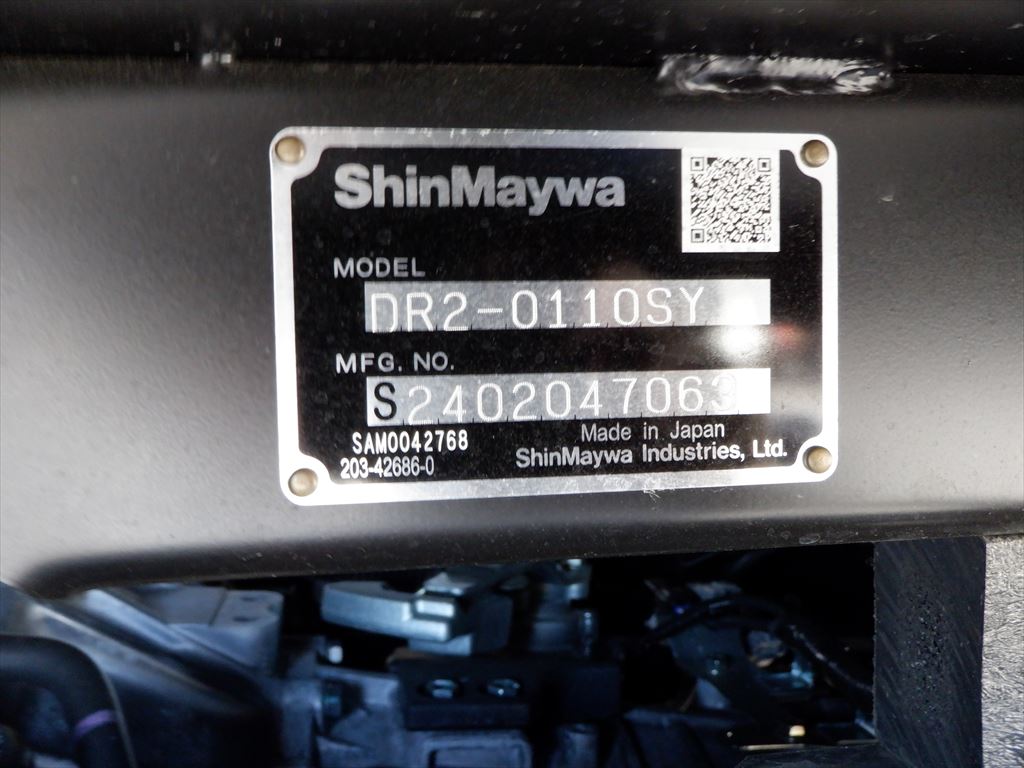 ShinMaywa
MODEL
DR2-0110SY
MFG. NO.
S2402047063
SAM0042768
203-42686-0
Made in Japan
ShinMaywa Industries, Ltd.